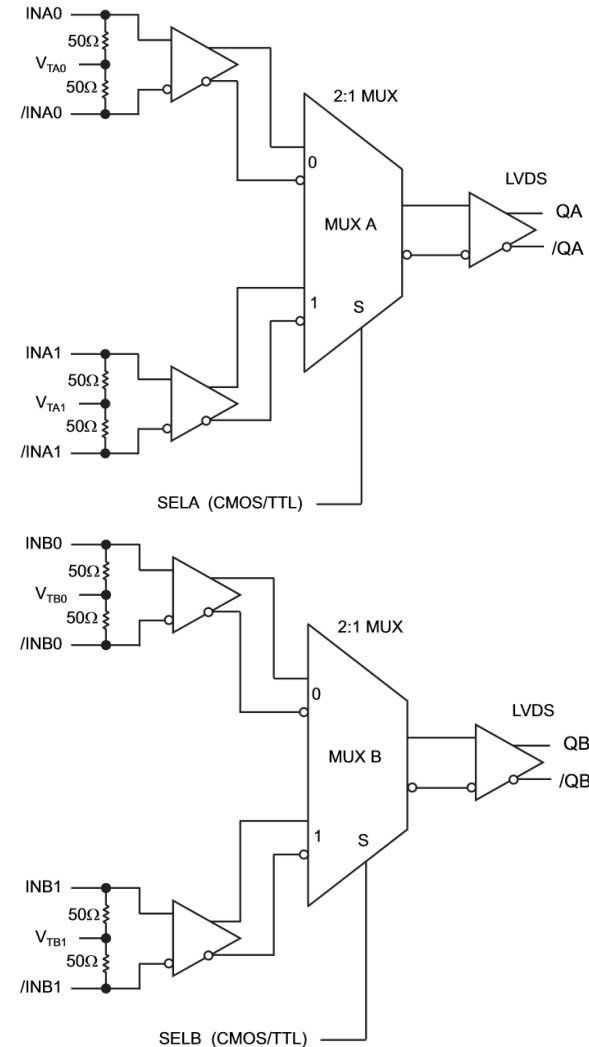 INA0
50Ω
VTA0
50Ω
/INA0
2:1 MUX
0
LVDS
QA
MUX A
/QA
1
S
INA1
50Ω
VTA1
50Ω
/INA1
SELA (CMOS/TTL)
INB0
50Ω
VTB0
50Ω
/INB0
2:1 MUX
0
LVDS
QB
MUX B
/QB
1
S
INB1
50Ω
VTB1
50Ω
/INB1
SELB (CMOS/TTL)